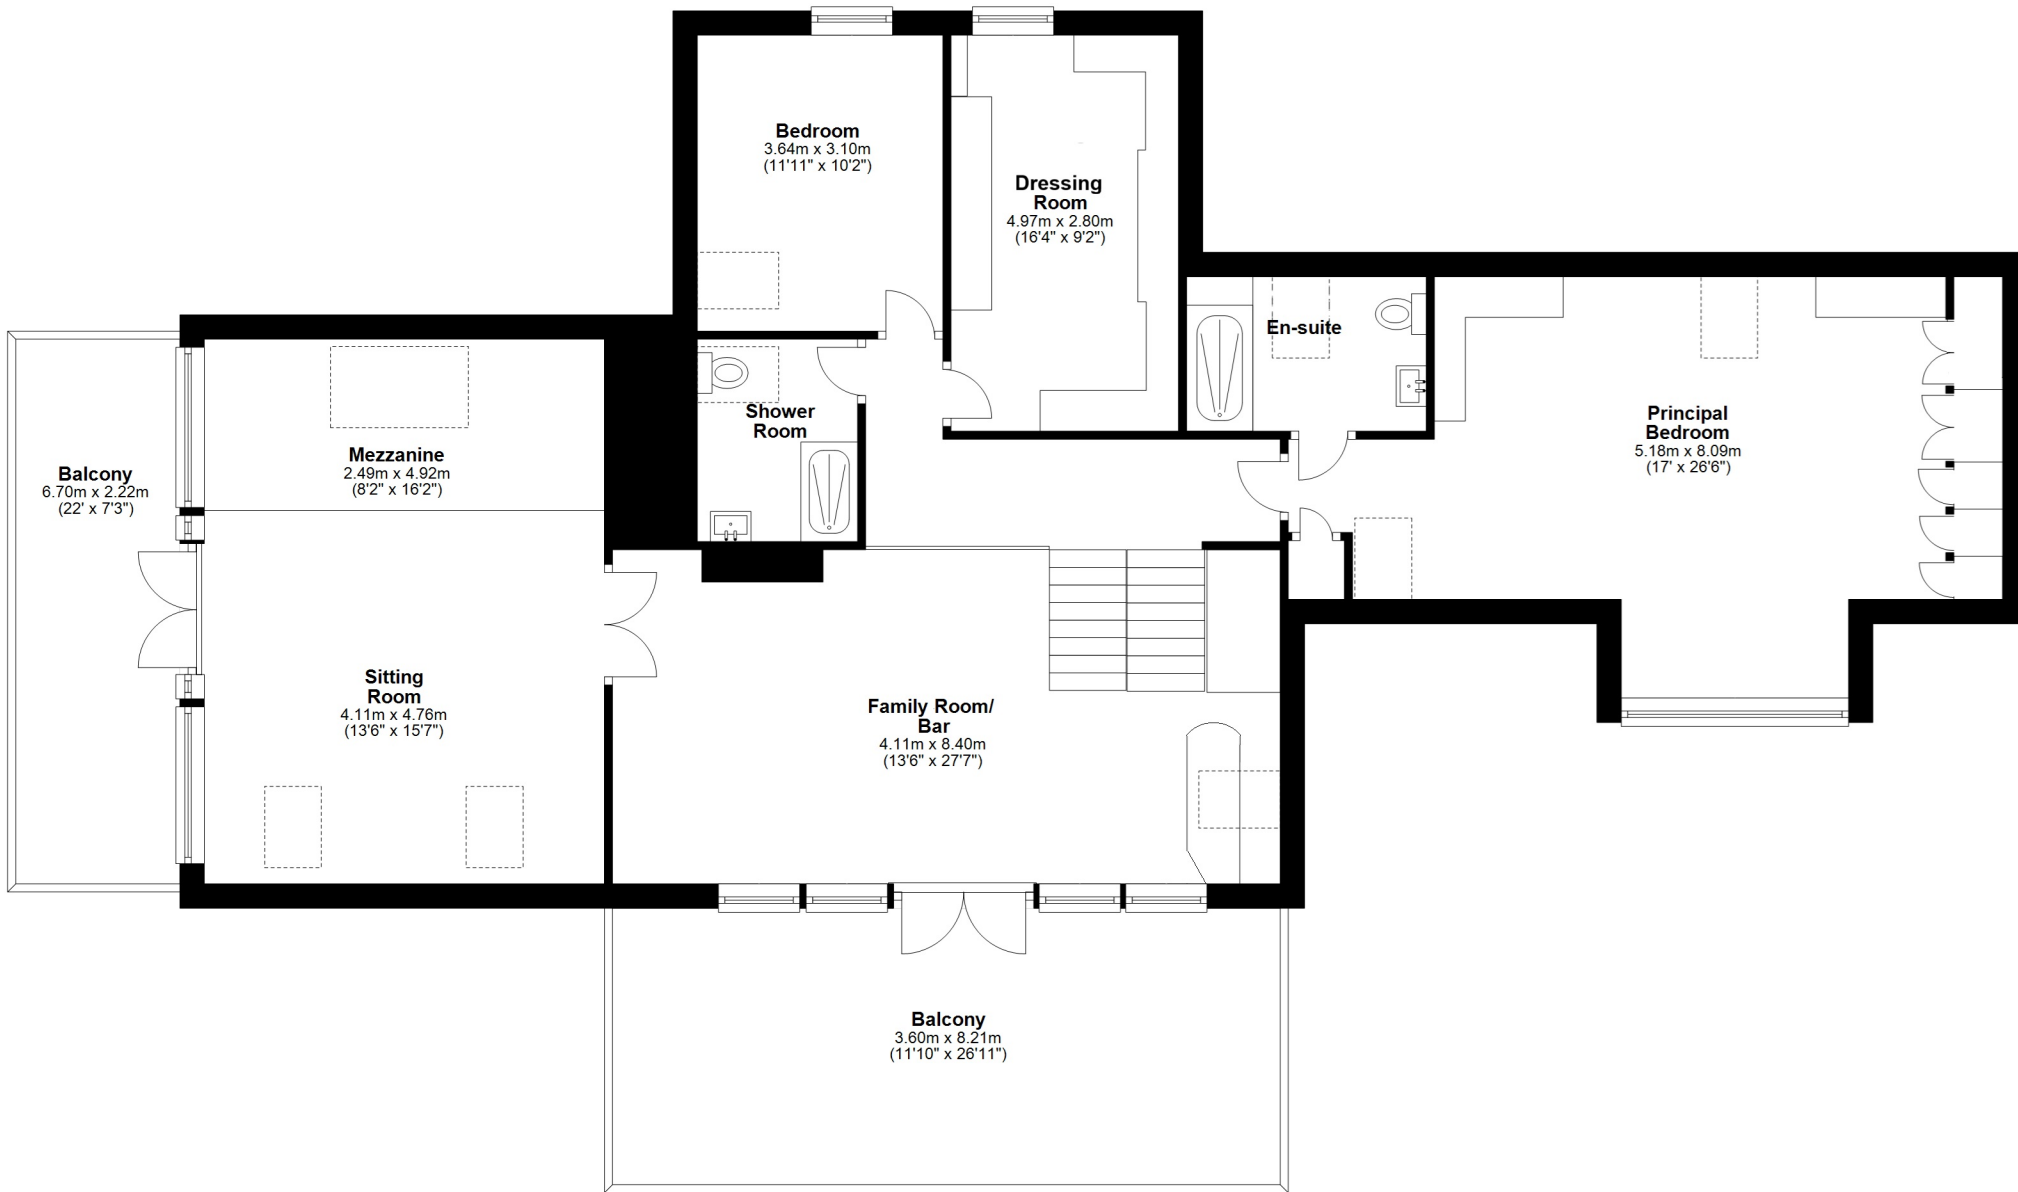 Bedroom
3.64m x 3.10m
(11'11" x 10'2")
Dressing
Room
4.97m x 2.80m
(16'4" x 9'2")
En-suite
Principal
Bedroom
5.18m x 8.09m
(17' x 26'6")
Shower
Room
Mezzanine
2.49m x 4.92m
(8'2" x 16'2")
Balcony
6.70m x 2.22m
(22' x 7'3")
Sitting
Room
4.11m x 4.76m
(13'6" x 15'7")
Family Room/
Bar
4.11m x 8.40m
(13'6" x 27'7")
Balcony
3.60m x 8.21m
(11'10" x 26'11")